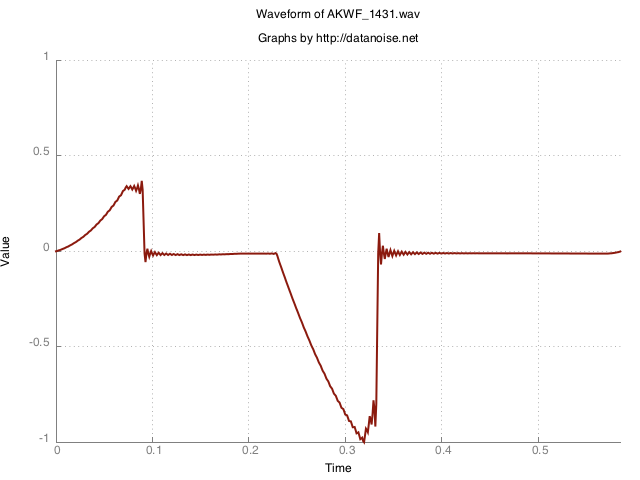 Waveform of AKWF_1431.wav
Graphs by http://datanoise.net
1
0.5
0
-0.5
-1
Value
0 0.1 0.2 0.3 0.4 0.5
Time